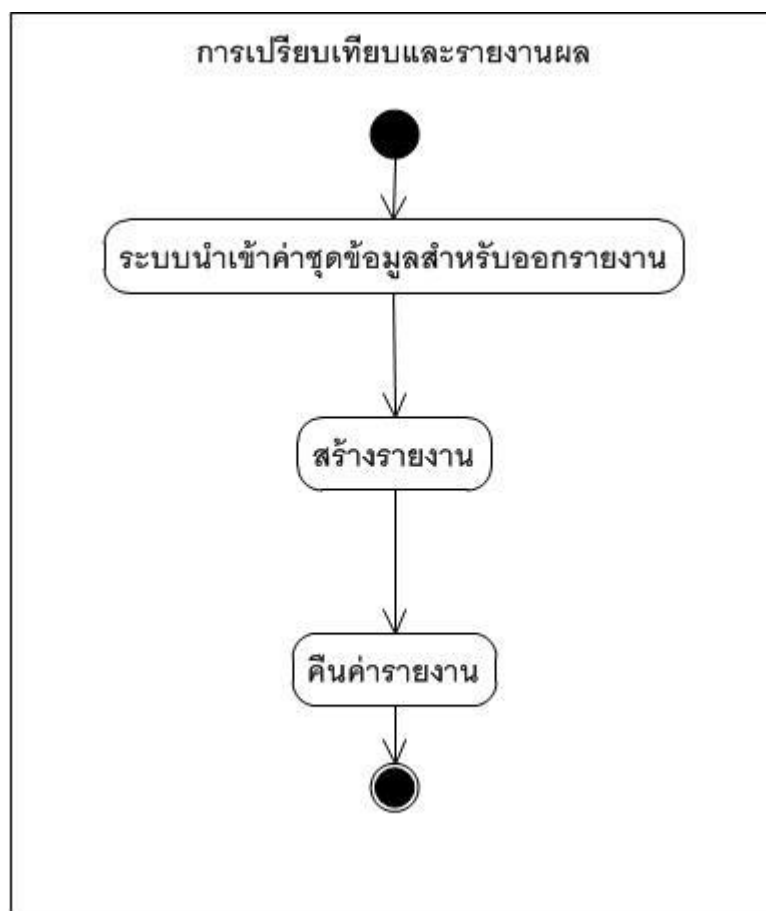 การเปรียบเทียบและรายงานผล
ระบบนำเข้าค่าชุดข้อมูลสำหรับออกรายงาน
สร้างรายงาน
คืนค่ารายงาน